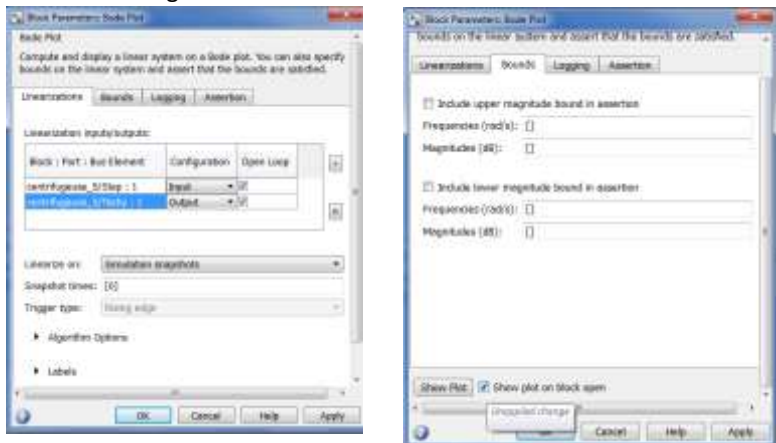 Block Parameters: Bode Plot
Bode Plot
Compute and display a linear system on a Bode plot. You can also specify
bounds on the linear system and assert that the bounds are satisfied.
Linearizations Bounds Logging Assertion
Linearization inputs/outputs:
Block : Port : Bus Element Configuration Open Loop
centrifugeuse_5/Step : 1 Input
: 1 Output
Linearize on: Simulation snapshots
Snapshot times: [0]
Trigger type: Rising edge
Algorithm Options
Labels
OK Cancel Help Apply
Block Parameters: Bode Plot
bounds on the linear system and assert that the bounds are satisfied.
Linearizations Bounds Logging Assertion
Include upper magnitude bound in assertion
Frequencies (rad/s): []
Magnitudes (dB): []
Include lower magnitude bound in assertion
Frequencies (rad/s): []
Magnitudes (dB): []
Show Plot Show plot on block open
Unapplied change
Cancel Help Apply